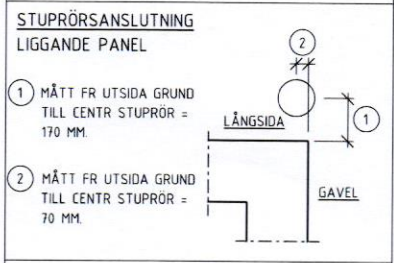 STUPRÖRSANSLUTNING
LIGGANDE PANEL
1 MÅTT FR UTSIDA GRUND
TILL CENTR STUPRÖR =
170 MM.
2 MÅTT FR UTSIDA GRUND
TILL CENTR STUPRÖR =
70 MM.
2
1
LÅNGSIDA
GAVEL